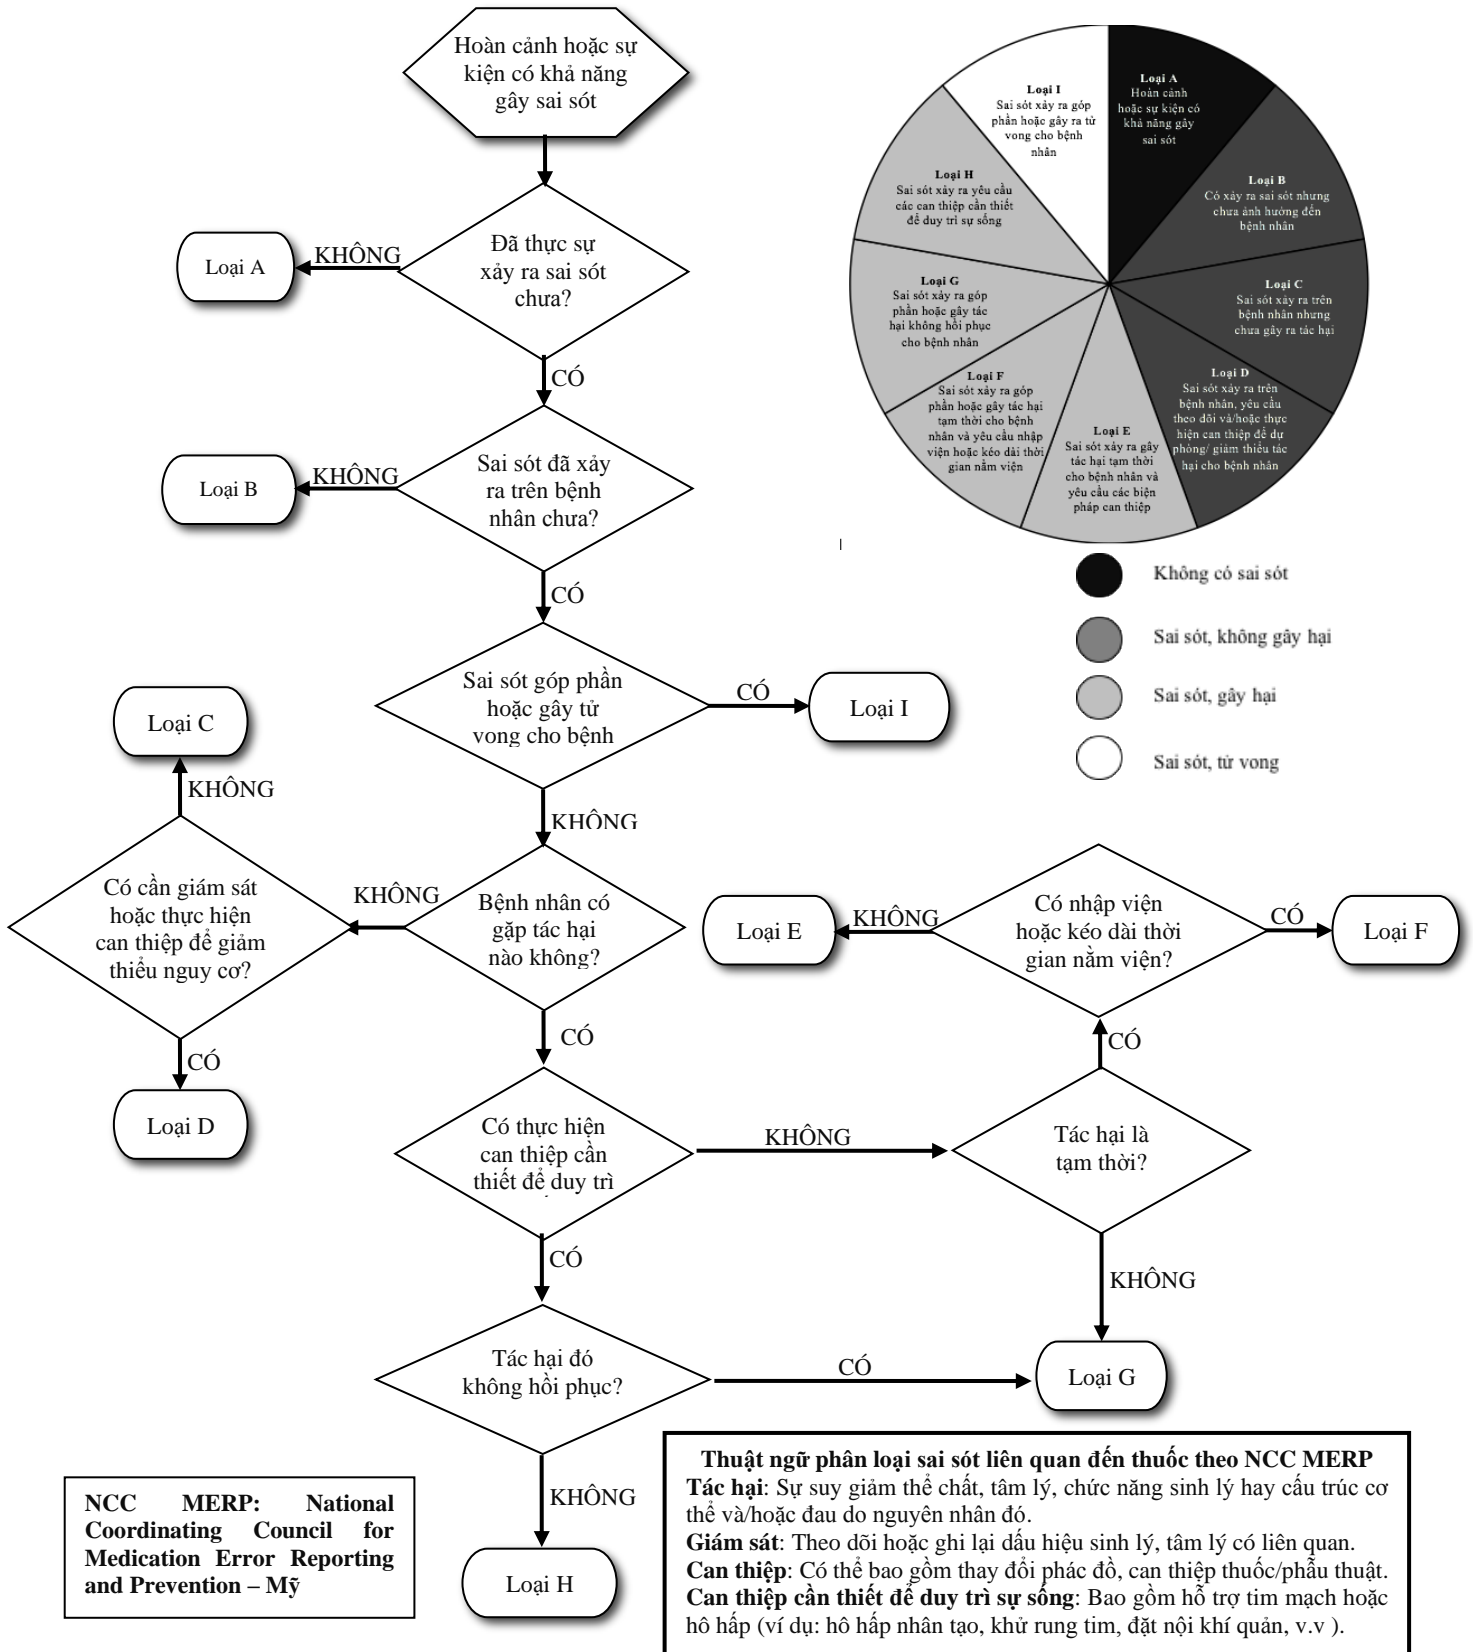 Hoàn cảnh hoặc sự
kiện có khả năng
gây sai sót
Đã thực sự
xảy ra sai sót
chưa?
KHÔNG
Loại A
CÓ
Sai sót đã xảy
ra trên bệnh
nhân chưa?
KHÔNG
Loại B
CÓ
Sai sót góp phần
hoặc gây tử
vong cho bệnh
CÓ
Loại I
KHÔNG
Bệnh nhân có
gặp tác hại
nào không?
KHÔNG
Có cần giám sát
hoặc thực hiện
can thiệp để giảm
thiểu nguy cơ?
KHÔNG
Loại C
CÓ
Loại D
CÓ
Có thực hiện
can thiệp cần
thiết để duy trì
KHÔNG
Tác hại là
tạm thời?
CÓ
Có nhập viện
hoặc kéo dài thời
gian nằm viện?
KHÔNG
Loại E
CÓ
Loại F
KHÔNG
CÓ
Tác hại đó
không hồi phục?
CÓ
Loại G
KHÔNG
Loại H
Loại A
Hoàn cảnh
hoặc sự kiện có
khả năng gây
sai sót
Loại B
Có xảy ra sai sót nhưng
chưa ảnh hưởng đến
bệnh nhân
Loại C
Sai sót xảy ra trên
bệnh nhân nhưng
chưa gây ra tác hại
Loại D
Sai sót xảy ra trên
bệnh nhân, yêu cầu
theo dõi và/hoặc thực
hiện can thiệp để dự
phòng/ giảm thiểu tác
hại cho bệnh nhân
Loại E
Sai sót xảy ra gây
tác hại tạm thời
cho bệnh nhân và
yêu cầu các biện
pháp can thiệp
Loại F
Sai sót xảy ra góp
phần hoặc gây tác hại
tạm thời cho bệnh
nhân và yêu cầu nhập
viện hoặc kéo dài thời
gian nằm viện
Loại G
Sai sót xảy ra góp
phần hoặc gây tác
hại không hồi phục
cho bệnh nhân
Loại H
Sai sót xảy ra yêu cầu
các can thiệp cần thiết
để duy trì sự sống
Loại I
Sai sót xảy ra góp
phần hoặc gây ra tử
vong cho bệnh
nhân
Không có sai sót
Sai sót, không gây hại
Sai sót, gây hại
Sai sót, tử vong
NCC MERP: National
Coordinating Council for
Medication Error Reporting
and Prevention – Mỹ
Thuật ngữ phân loại sai sót liên quan đến thuốc theo NCC MERP
Tác hại: Sự suy giảm thể chất, tâm lý, chức năng sinh lý hay cấu trúc cơ
thể và/hoặc đau do nguyên nhân đó.
Giám sát: Theo dõi hoặc ghi lại dấu hiệu sinh lý, tâm lý có liên quan.
Can thiệp: Có thể bao gồm thay đổi phác đồ, can thiệp thuốc/phẫu thuật.
Can thiệp cần thiết để duy trì sự sống: Bao gồm hỗ trợ tim mạch hoặc
hô hấp (ví dụ: hô hấp nhân tạo, khử rung tim, đặt nội khí quản, v.v ).